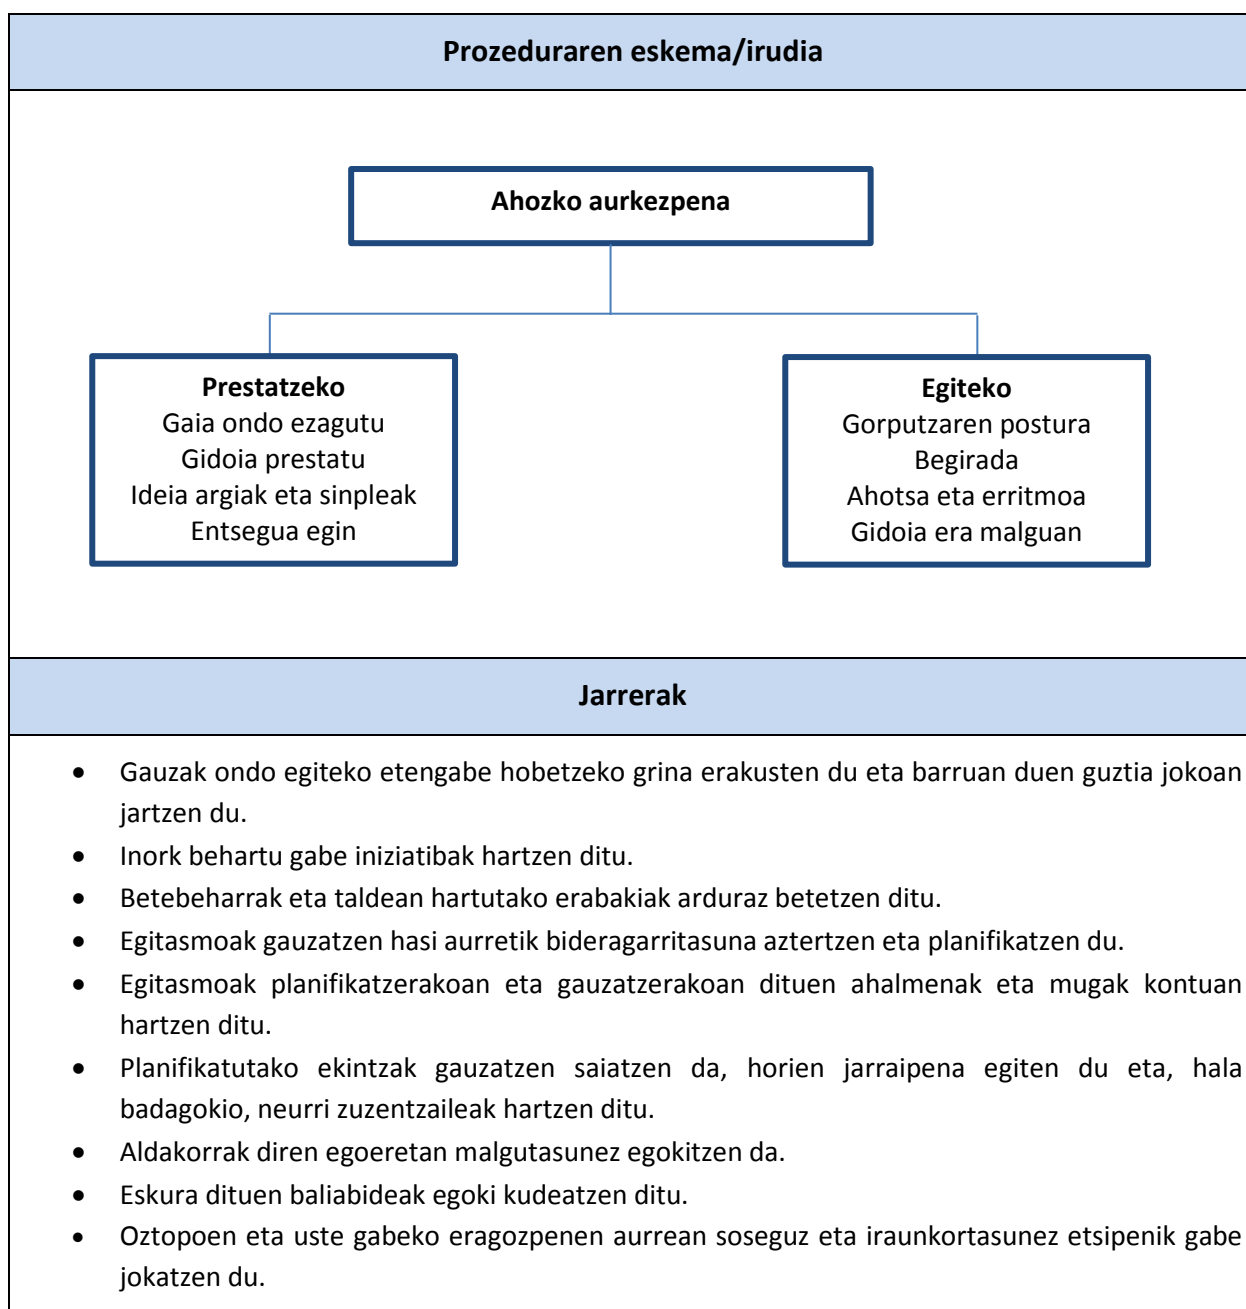 Prozeduraren eskema/irudia
Ahozko aurkezpena
Prestatzeko
Gaia ondo ezagutu
Gidoia prestatu
Ideia argiak eta sinpleak
Entsegua egin
Egiteko
Gorputzaren postura
Begirada
Ahotsa eta erritmoa
Gidoia era malguan
Jarrerak
• Gauzak ondo egiteko etengabe hobetzeko grina erakusten du eta barruan duen guztia jokoan
jartzen du.
• Inork behartu gabe iniziatibak hartzen ditu.
• Betebeharrak eta taldean hartutako erabakiak arduraz betetzen ditu.
• Egitasmoak gauzatzen hasi aurretik bideragarritasuna aztertzen eta planifikatzen du.
• Egitasmoak planifikatzerakoan eta gauzatzerakoan dituen ahalmenak eta mugak kontuan
hartzen ditu.
• Planifikatutako ekintzak gauzatzen saiatzen da, horien jarraipena egiten du eta, hala
badagokio, neurri zuzentzaileak hartzen ditu.
• Aldakorrak diren egoeretan malgutasunez egokitzen da.
• Eskura dituen baliabideak egoki kudeatzen ditu.
• Oztopoen eta uste gabeko eragozpenen aurrean soseguz eta iraunkortasunez etsipenik gabe
jokatzen du.